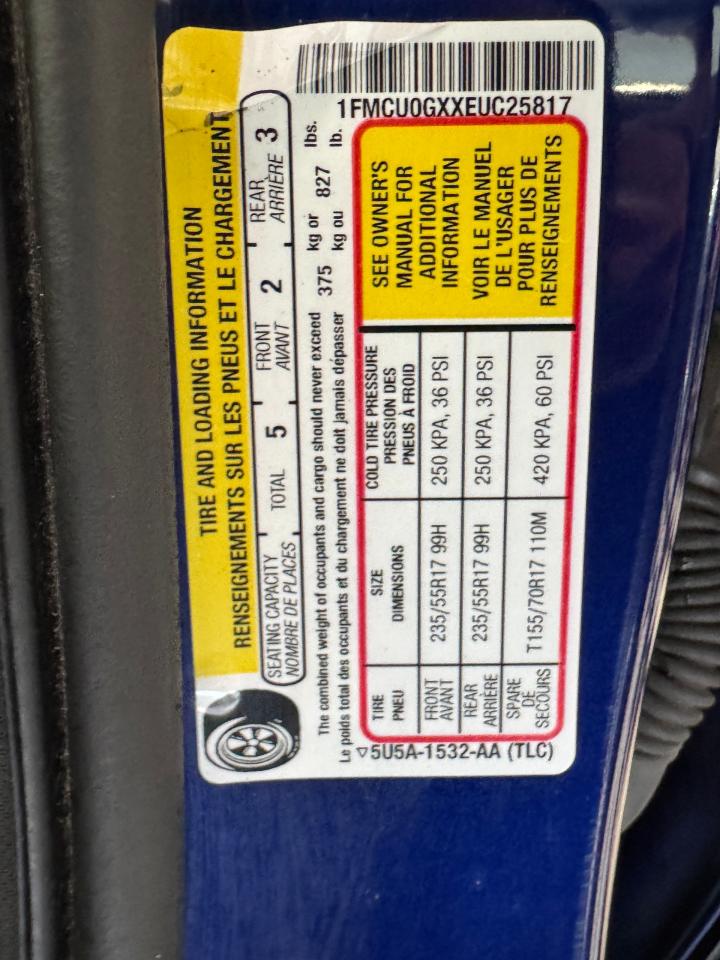 TIRE AND LOADING INFORMATION
RENSEIGNEMENTS SUR LES PNEUS ET LE CHARGEMENT
SEATING CAPACITY
NOMBRE DE PLACES
TOTAL 5
FRONT
AVANT
2
REAR
ARRIÈRE
3
The combined weight of occupants and cargo should never exceed 375 kg or 827 lbs.
Le poids total des occupants et du chargement ne doit jamais dépasser kg ou lb.
1FMCU0GXXEUC25817
TIRE
PNEU
SIZE
DIMENSIONS
COLD TIRE PRESSURE
PRESSION DES
PNEUS À FROID
FRONT
AVANT
235/55R17 99H
250 KPA, 36 PSI
REAR
ARRIÈRE
235/55R17 99H
250 KPA, 36 PSI
SPARE
DE
SECOURS
T155/70R17 110M
420 KPA, 60 PSI
SEE OWNER'S
MANUAL FOR
ADDITIONAL
INFORMATION
VOIR LE MANUEL
DE L'USAGER
POUR PLUS DE
RENSEIGNEMENTS
5U5A-1532-AA (TLC)